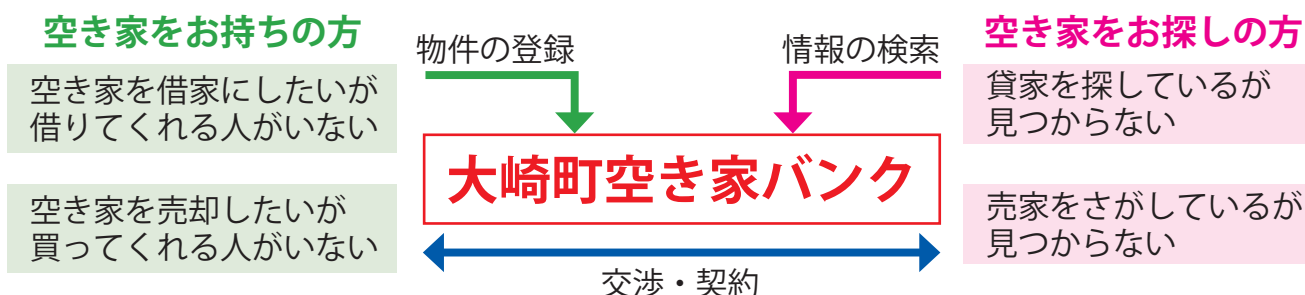 空き家をお持ちの方
空き家を借家にしたいが
借りてくれる人がいない
空き家を売却したいが
買ってくれる人がいない
物件の登録
情報の検索
大崎町空き家バンク
交渉・契約
空き家をお探しの方
貸家を探しているが
見つからない
売家をさがしているが
見つからない